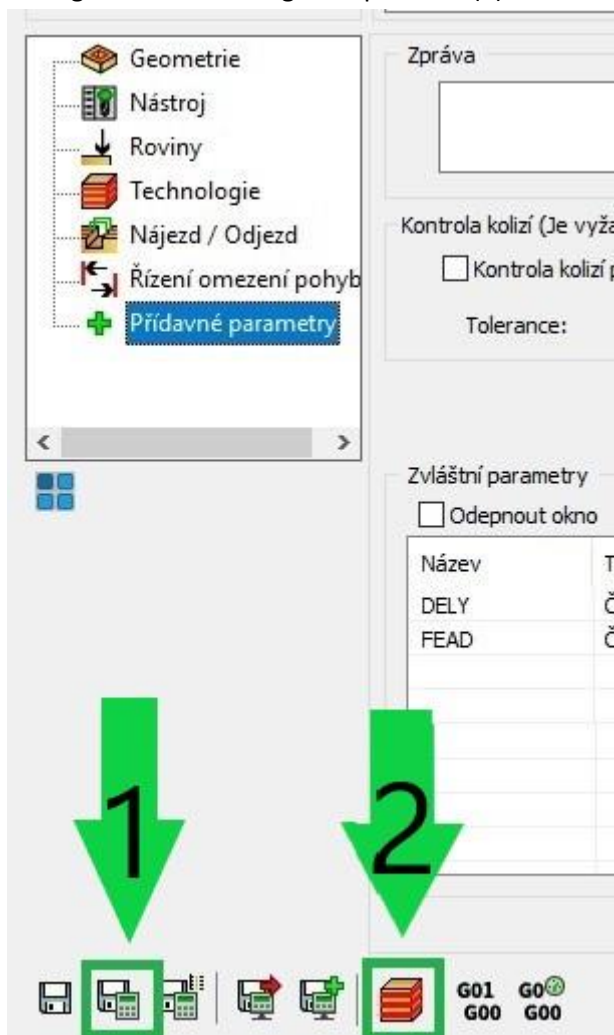 Geometrie
Nástroj
Roviny
Technologie
Nájezd / Odjezd
Řízení omezení pohyb
Přídavné parametry
Zpráva
Kontrola kolizí (Je vyža
Kontrola kolizí p
Tolerance:
Zvláštní parametry
Odepnout okno
Název T
DELY Č
FEAD Č
1
2
G01 G0
G00 G00